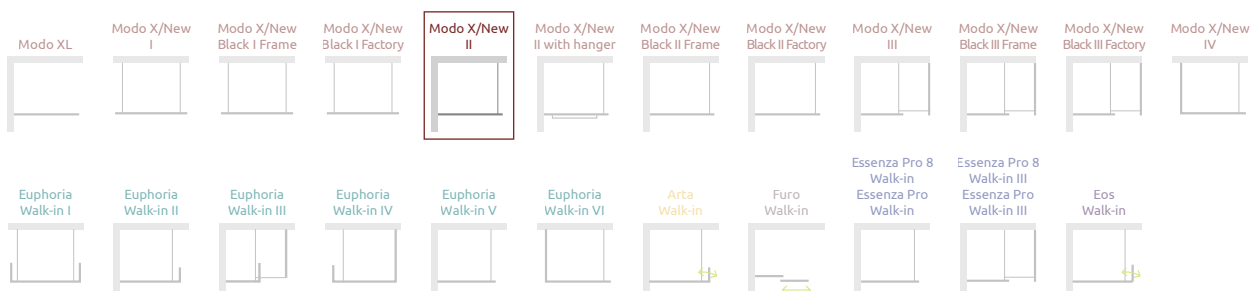 Modo XL
Modo X/New
I
Modo X/New
Black I Frame
Modo X/New
Black I Factory
Modo X/New
II
Modo X/New
II with hanger
Modo X/New
Black II Frame
Modo X/New
Black II Factory
Modo X/New
III
Modo X/New
Black III Frame
Modo X/New
Black III Factory
Modo X/New
IV
Euphoria
Walk-in I
Euphoria
Walk-in II
Euphoria
Walk-in III
Euphoria
Walk-in IV
Euphoria
Walk-in V
Euphoria
Walk-in VI
Arta
Walk-in
Furo
Walk-in
Essenza Pro 8
Walk-in
Essenza Pro
Walk-in
Essenza Pro 8
Walk-in III
Essenza Pro
Walk-in III
Eos
Walk-in